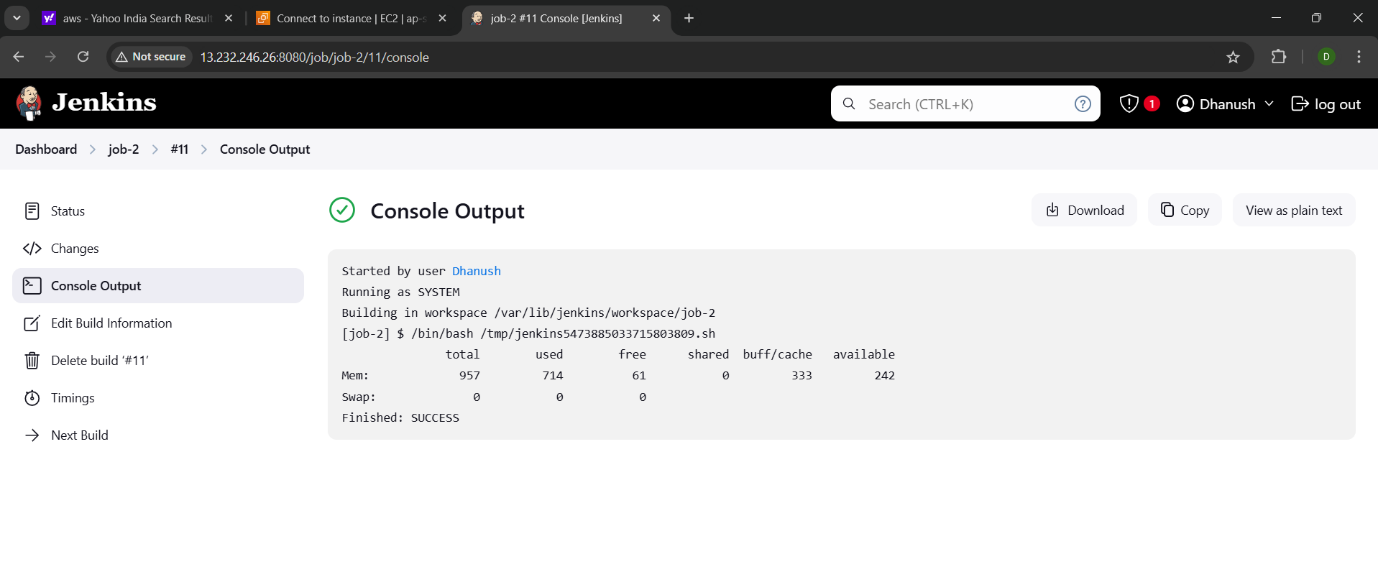 aws - Yahoo India Search Result
Connect to instance | EC2 | ap-s
job-2 #11 Console [Jenkins]
Not secure
13.232.246.26:8080/job/job-2/11/console
D
Jenkins
Search (CTRL+K)
?
1
Dhanush
log out
Dashboard
job-2
#11
Console Output
Status
Changes
Console Output
Edit Build Information
Delete build '#11'
Timings
Next Build
Console Output
Download
Copy
View as plain text
Started by user Dhanush
Running as SYSTEM
Building in workspace /var/lib/jenkins/workspace/job-2
[job-2] $ /bin/bash /tmp/jenkins5473885033715803809.sh
total used free shared buff/cache available
Mem: 957 714 61 0 333 242
Swap: 0 0 0
Finished: SUCCESS